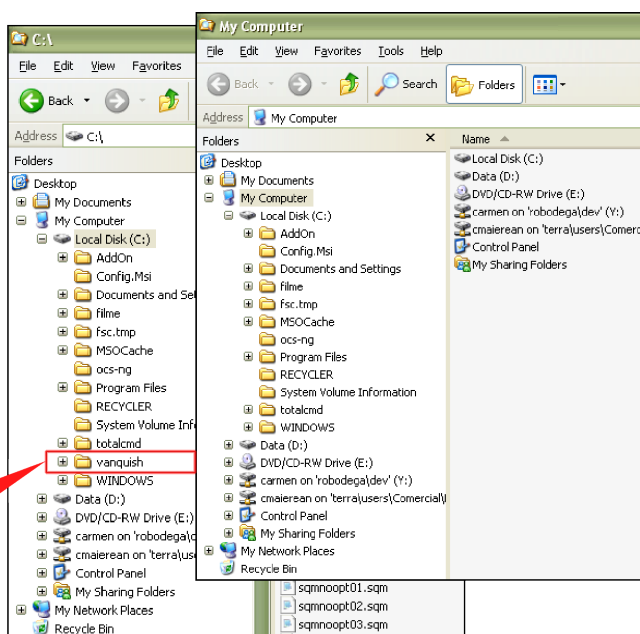 C:\
File Edit View Favorites
Back
Address C:\
Folders
Desktop
My Documents
My Computer
Local Disk (C:)
AddOn
Config.Msi
Documents and Set
filme
fsc.tmp
MSOCache
ocs-ng
Program Files
RECYCLER
System Volume Inf
totalcmd
vanquish
WINDOWS
Data (D:)
DVD/CD-RW Drive (E:)
carmen on 'robodega\d
cmaierean on 'terra\use
Control Panel
My Sharing Folders
My Network Places
Recycle Bin
My Computer
File Edit View Favorites Tools Help
Back Search Folders
Address My Computer
Folders
Desktop
My Documents
My Computer
Local Disk (C:)
AddOn
Config.Msi
Documents and Settings
filme
fsc.tmp
MSOCache
ocs-ng
Program Files
RECYCLER
System Volume Information
totalcmd
WINDOWS
Data (D:)
DVD/CD-RW Drive (E:)
carmen on 'robodega\dev' (Y:)
cmaierean on 'terra\users\Comercial\
Control Panel
My Sharing Folders
My Network Places
Recycle Bin
Name
Local Disk (C:)
Data (D:)
DVD/CD-RW Drive (E:)
carmen on 'robodega\dev' (Y:)
cmaierean on 'terra\users\Comerc
Control Panel
My Sharing Folders
sqmnoopt01.sqm
sqmnoopt02.sqm
sqmnoopt03.sqm